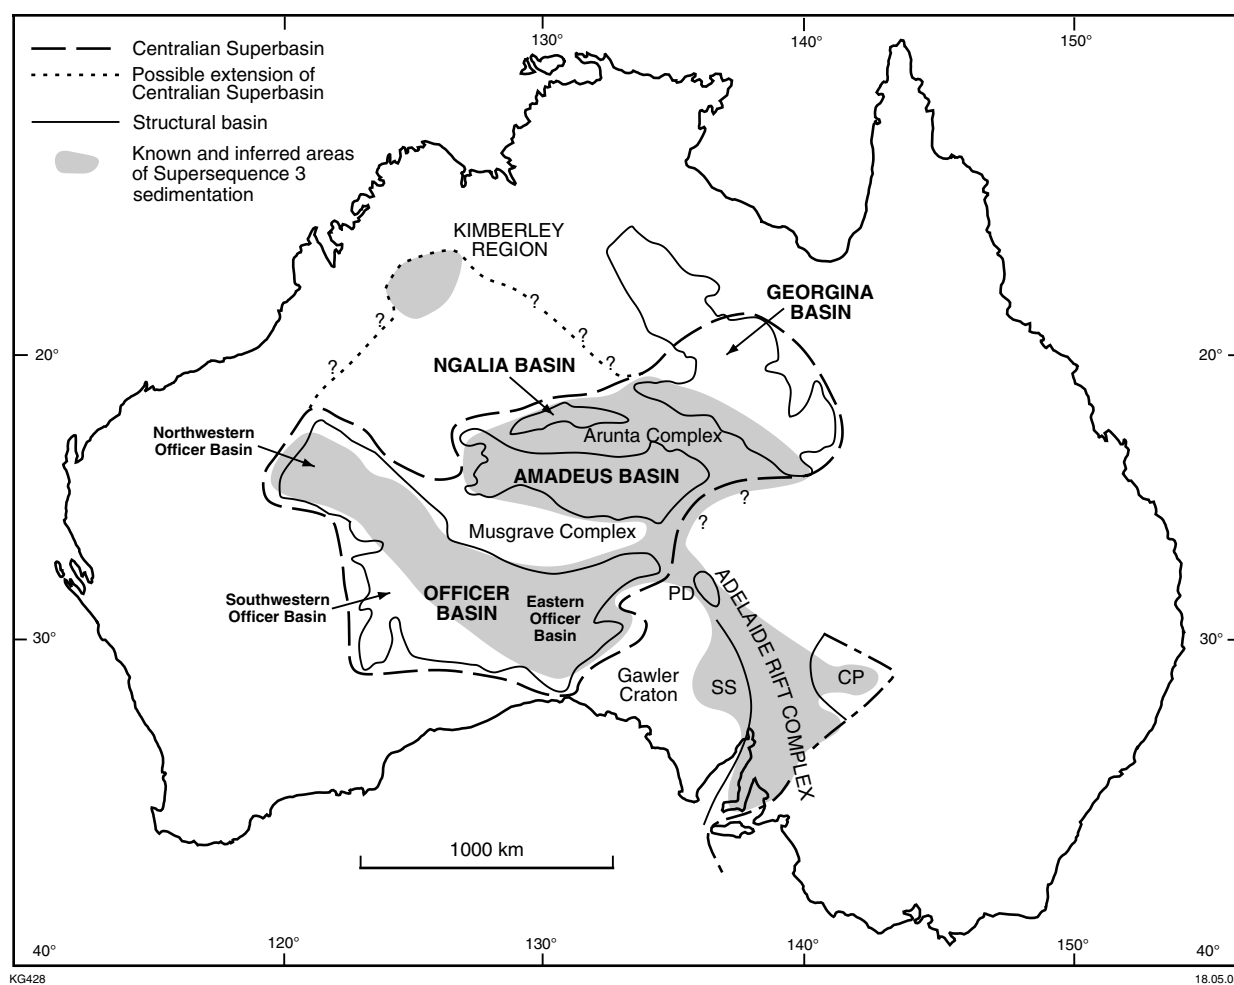 130°
140°
150°
Centralian Superbasin
Possible extension of
Centralian Superbasin
Structural basin
Known and inferred areas
of Supersequence 3
sedimentation
KIMBERLEY
REGION
GEORGINA
BASIN
?
?
?
?
?
20°
20°
NGALIA BASIN
Northwestern
Officer Basin
Arunta Complex
AMADEUS BASIN
?
?
Musgrave Complex
Southwestern
Officer Basin
OFFICER
BASIN
Eastern
Officer
Basin
PD
ADELAIDE RIFT COMPLEX
30°
30°
Gawler
Craton
SS
CP
1000 km
40°
120°
130°
140°
150°
40°
KG428
18.05.0